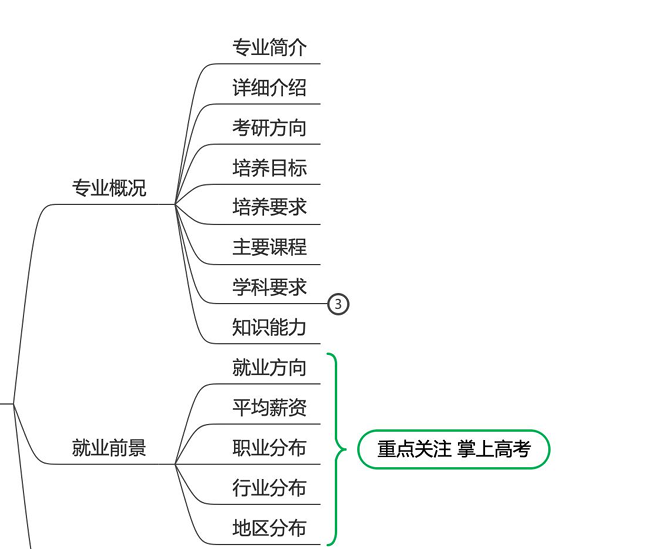 专业简介
详细介绍
考研方向
培养目标
专业概况
培养要求
主要课程
学科要求
3
知识能力
就业方向
平均薪资
就业前景
职业分布
重点关注 掌上高考
行业分布
地区分布